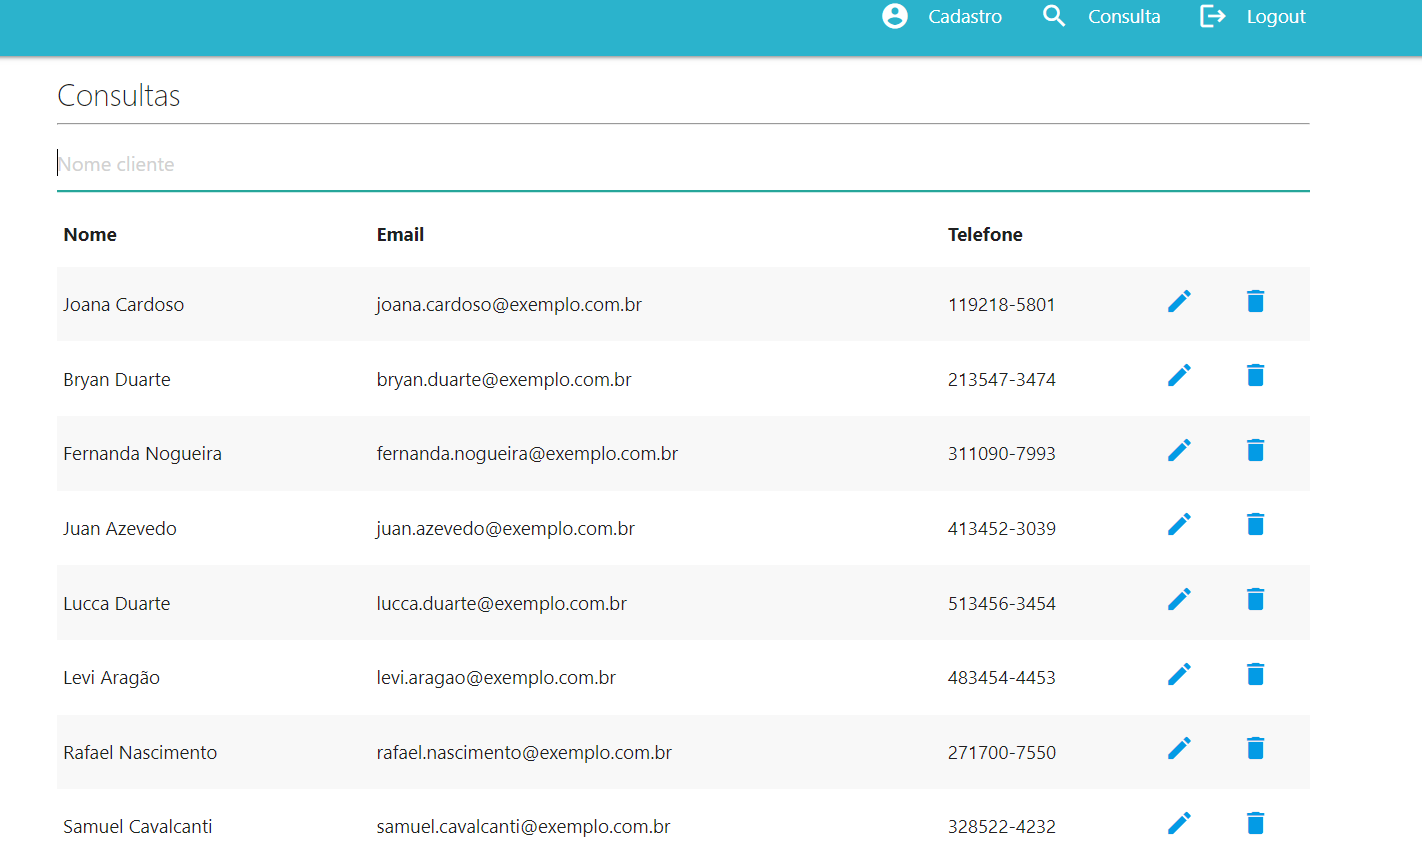 Cadastro Consulta Logout
Consultas
Nome cliente
Nome Email Telefone
Joana Cardoso joana.cardoso@exemplo.com.br 119218-5801
Bryan Duarte bryan.duarte@exemplo.com.br 213547-3474
Fernanda Nogueira fernanda.nogueira@exemplo.com.br 311090-7993
Juan Azevedo juan.azevedo@exemplo.com.br 413452-3039
Lucca Duarte lucca.duarte@exemplo.com.br 513456-3454
Levi Aragão levi.aragao@exemplo.com.br 483454-4453
Rafael Nascimento rafael.nascimento@exemplo.com.br 271700-7550
Samuel Cavalcanti samuel.cavalcanti@exemplo.com.br 328522-4232